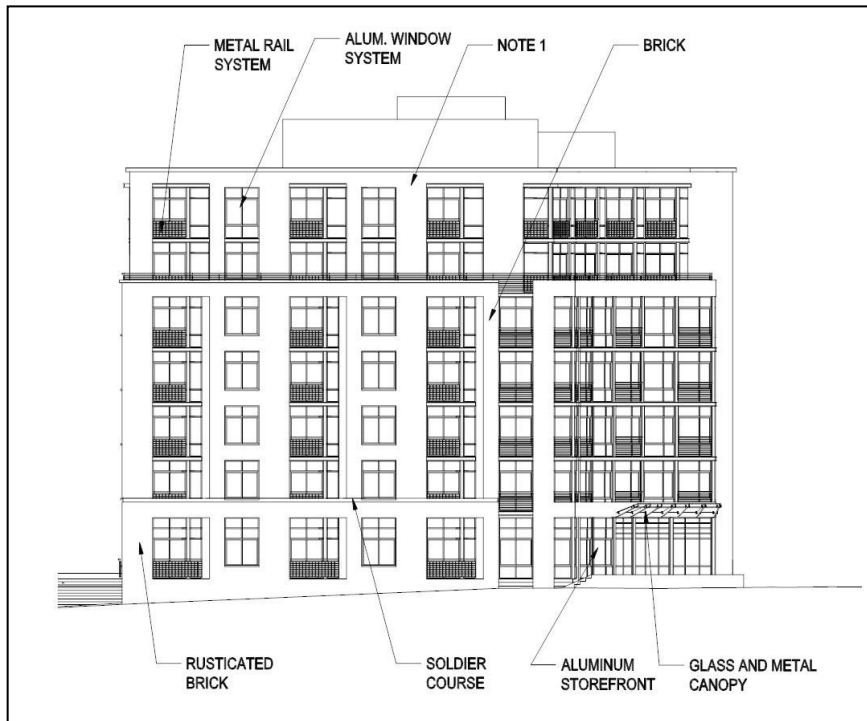 METAL RAIL
SYSTEM
ALUM. WINDOW
SYSTEM
NOTE 1
BRICK
RUSTICATED
BRICK
SOLDIER
COURSE
ALUMINUM
STOREFRONT
GLASS AND METAL
CANOPY